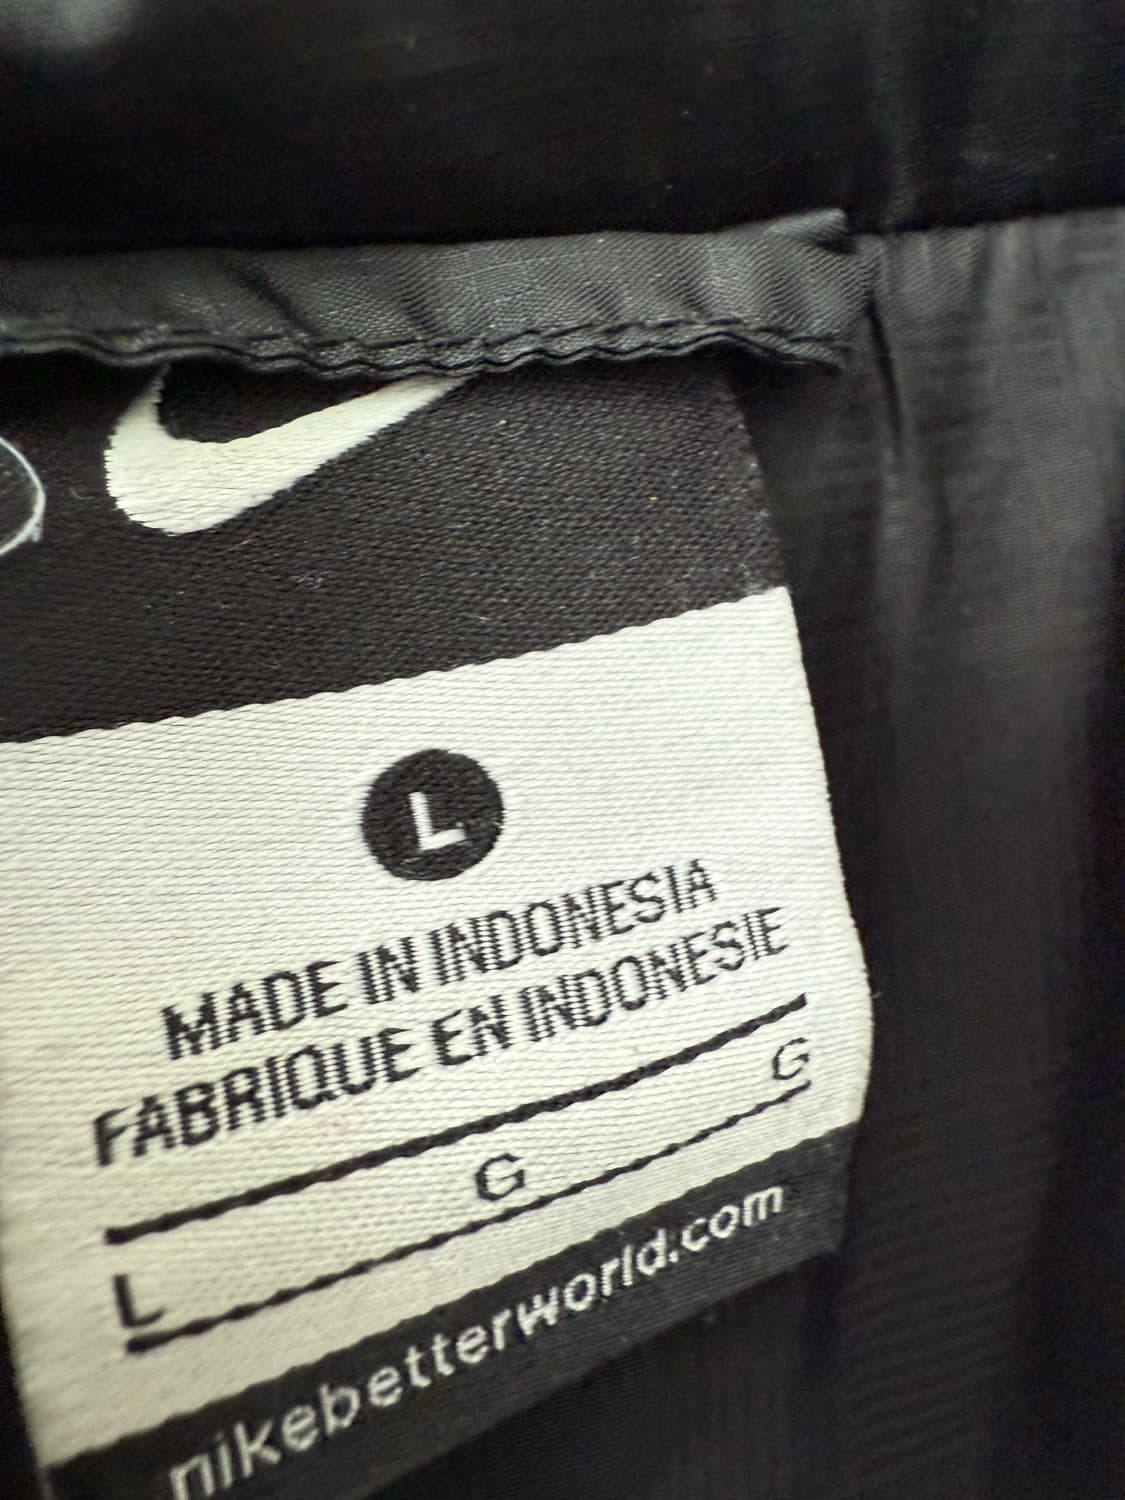 L
MADE IN INDONESIA
FABRIQUE EN INDONESIE
L G G
nikebetterworld.com